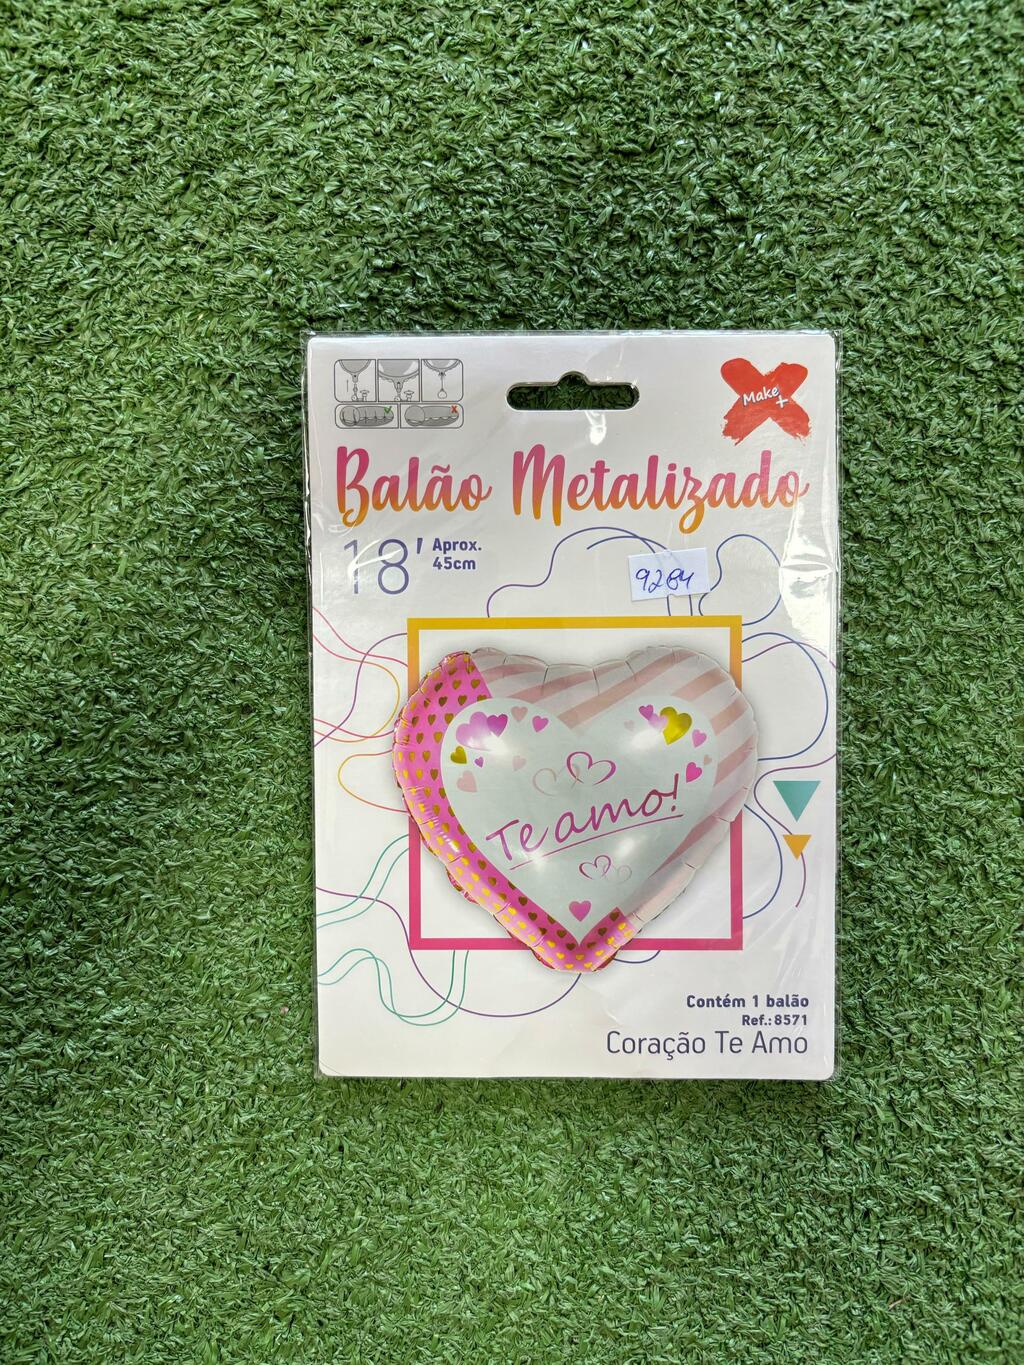 Make
+
Balão Metalizado
18' Aprox.
45cm
9284
Te amo!
Contém 1 balão
Ref.: 8571
Coração Te Amo